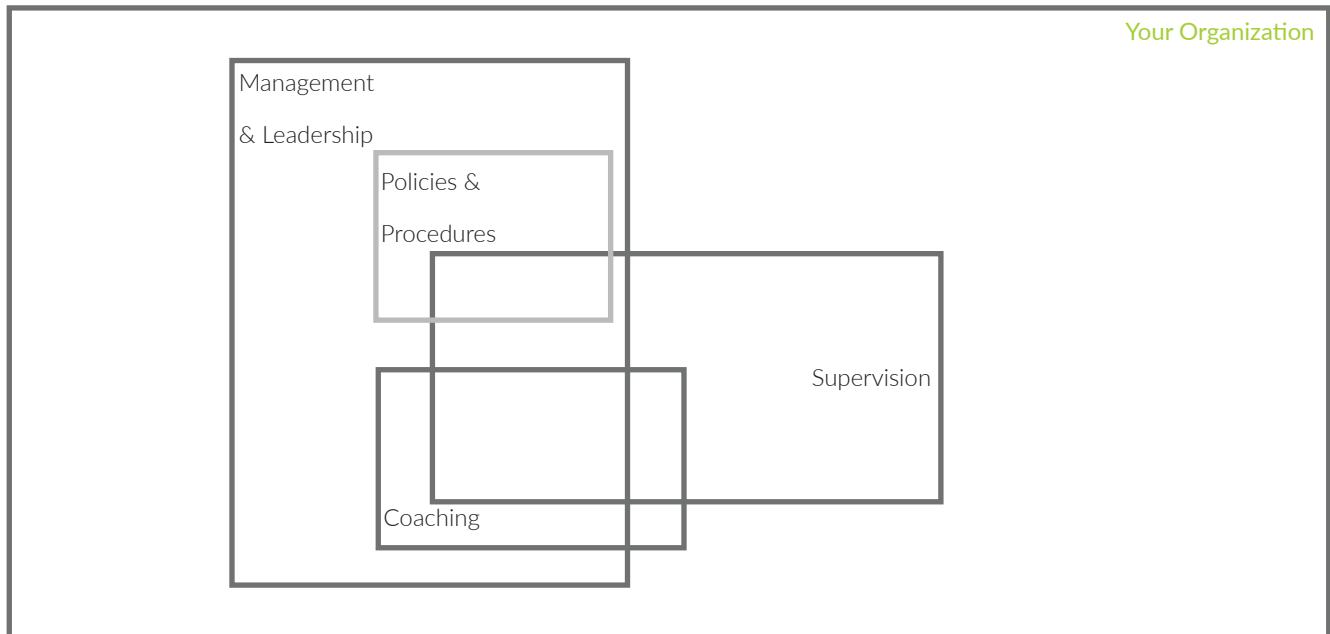 Your Organization
Management
& Leadership
Policies &
Procedures
Supervision
Coaching